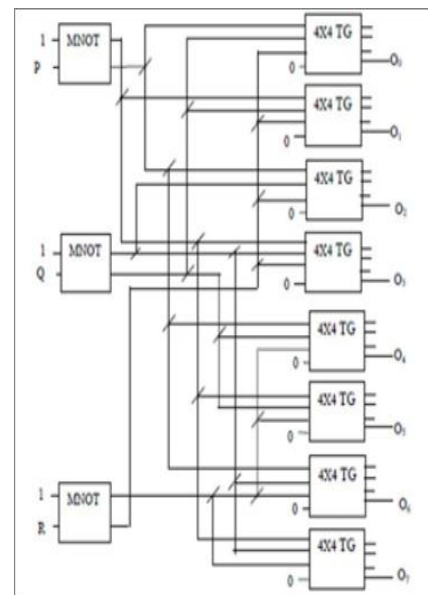 1 MNOT
P
4X4 TG
0 O0
4X4 TG
0 O1
4X4 TG
0 O2
1 MNOT
Q
4X4 TG
0 O3
4X4 TG
0 O4
4X4 TG
0 O5
1 MNOT
R
4X4 TG
0 O6
4X4 TG
0 O7